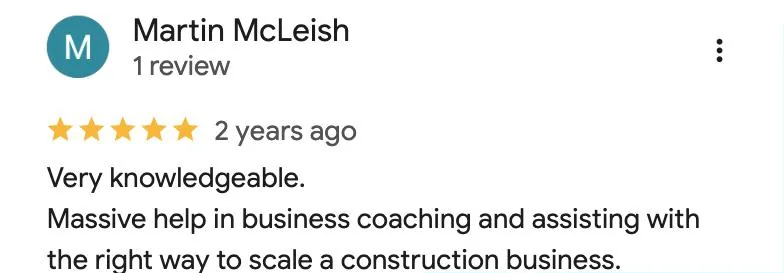 M
Martin McLeish
1 review
2 years ago
Very knowledgeable.
Massive help in business coaching and assisting with
the right way to scale a construction business.